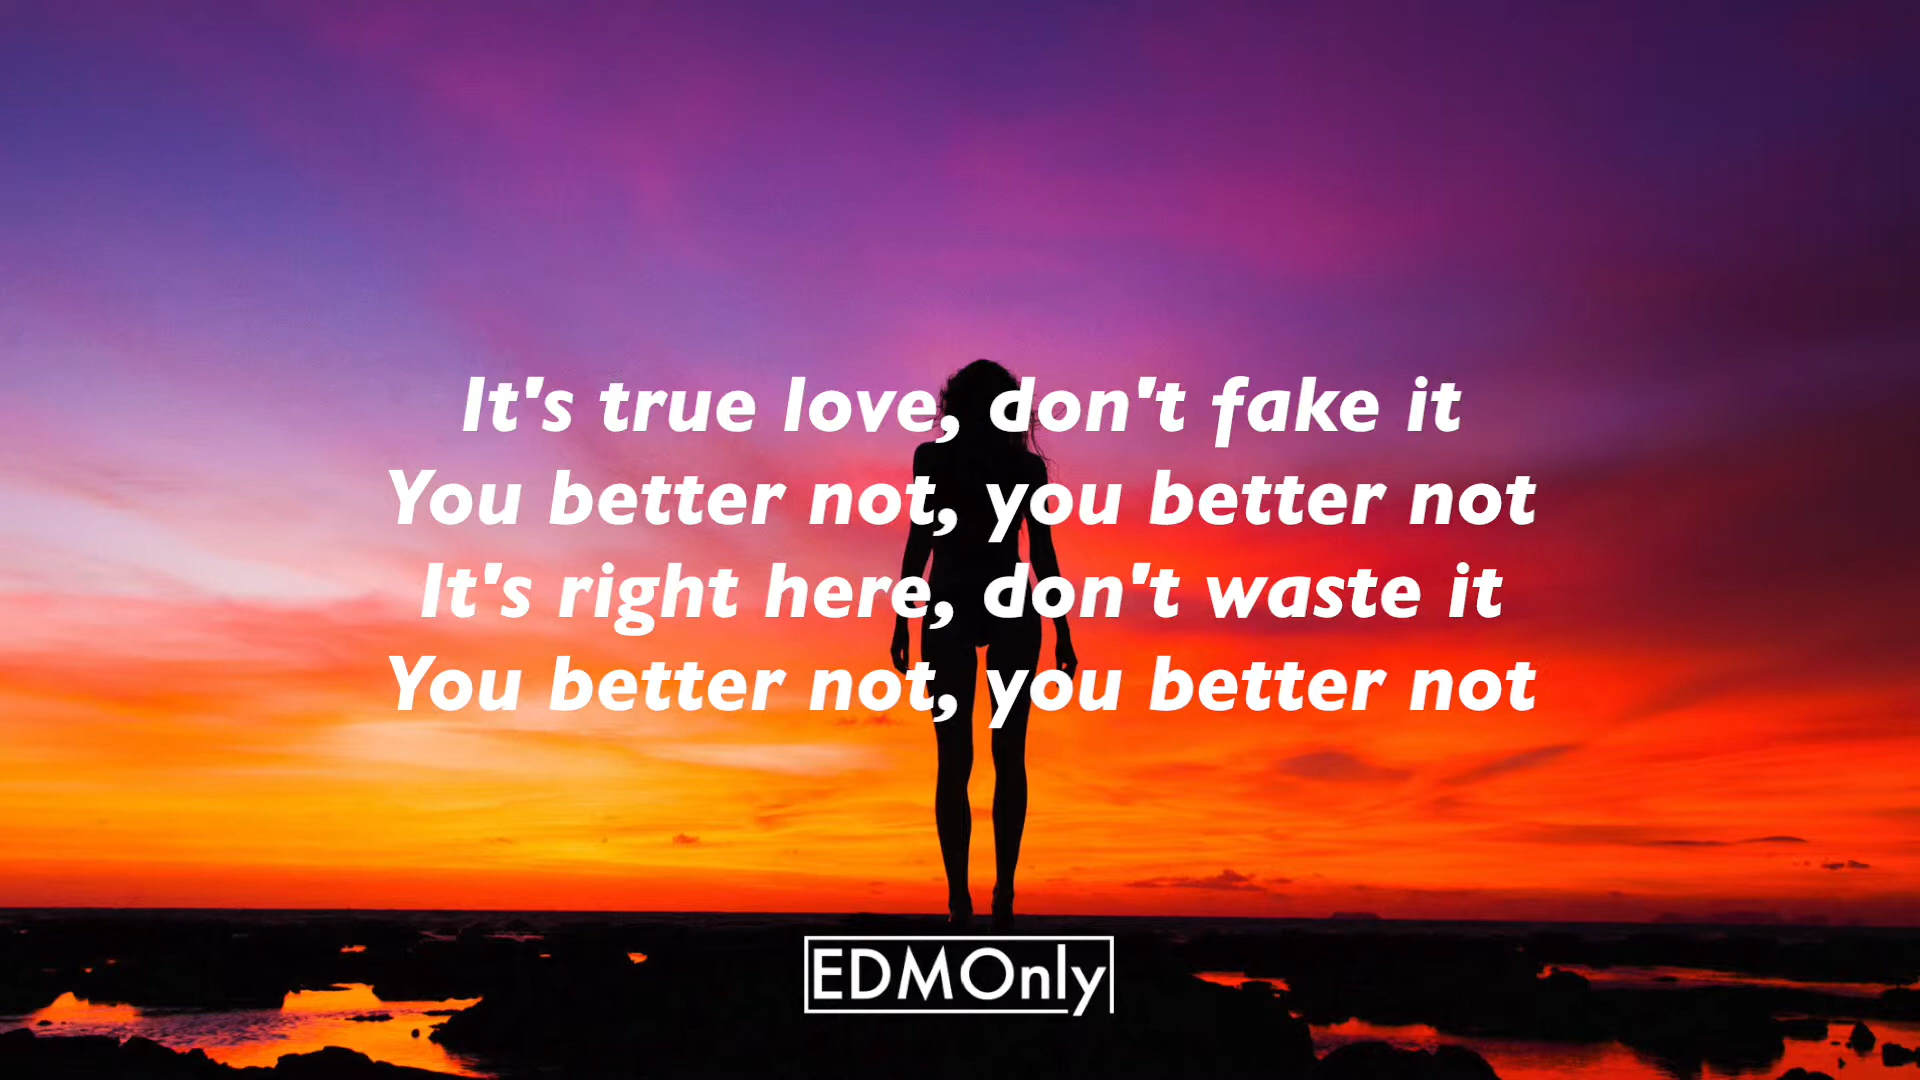 It's true love, don't fake it
You better not, you better not
It's right here, don't waste it
You better not, you better not
EDMOnly